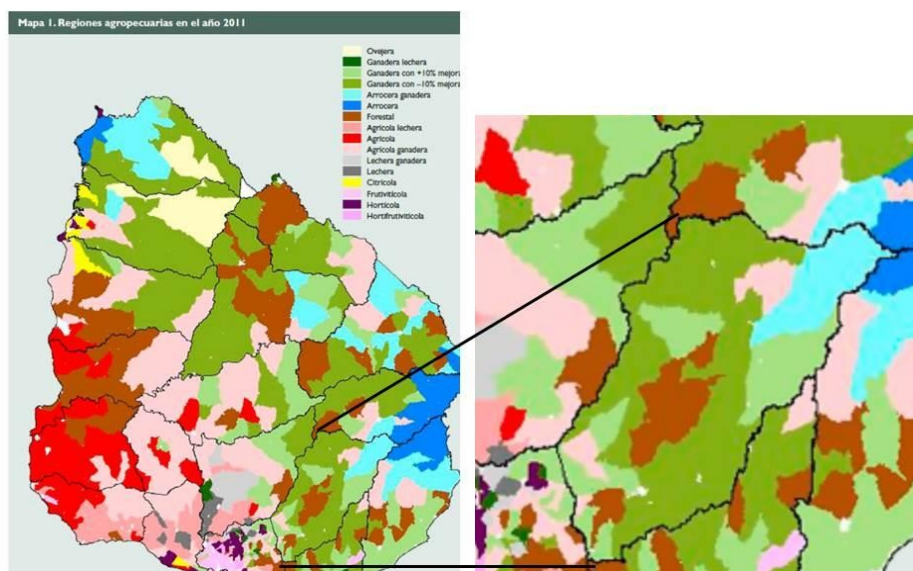 Mapa 1. Regiones agropecuarias en el año 2011
Ovejera
Ganadera lechera
Ganadera con +10% mejora
Ganadera con –10% mejora
Arrocera ganadera
Arrocera
Forestal
Agrícola lechera
Agrícola
Agrícola ganadera
Lechera ganadera
Lechera
Citrícola
Frutivitícola
Hortícola
Hortifrutivitícola